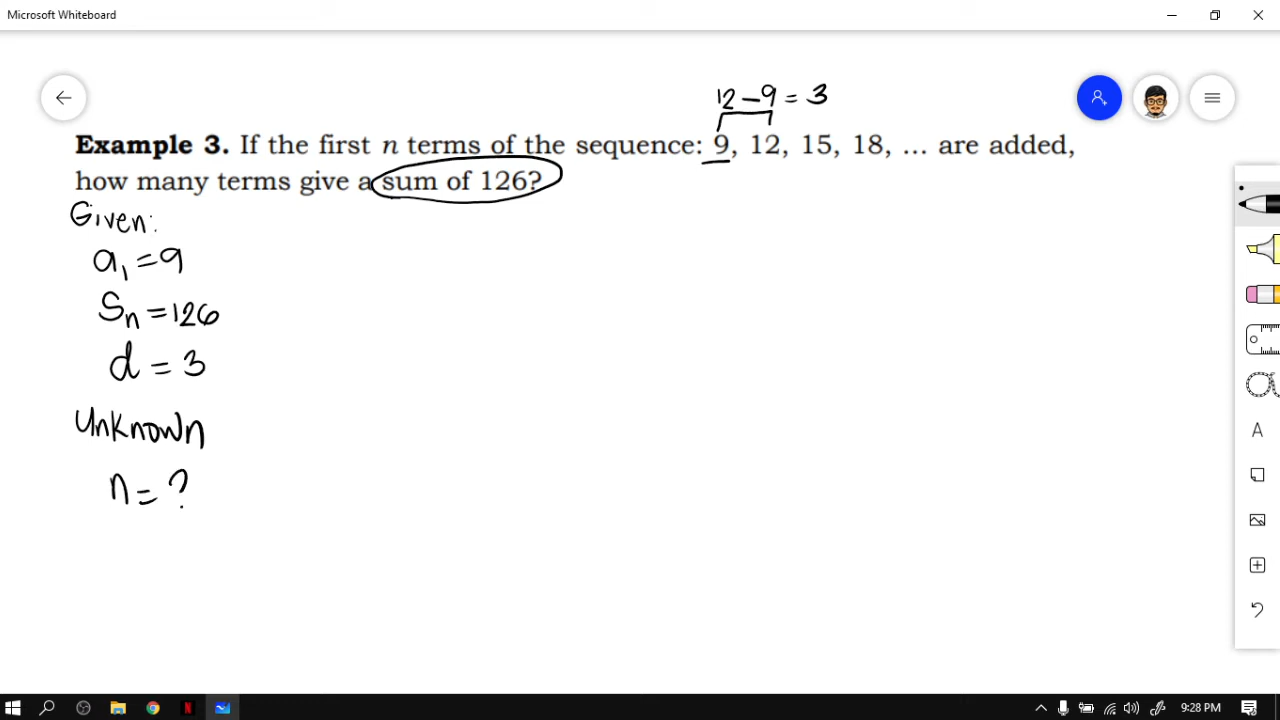 Microsoft Whiteboard
12 - 9 = 3
Example 3. If the first n terms of the sequence: 9, 12, 15, 18, ... are added,
how many terms give a sum of 126?
Given:
a₁ = 9
Sₙ = 126
d = 3
Unknown
n = ?
A
9:28 PM